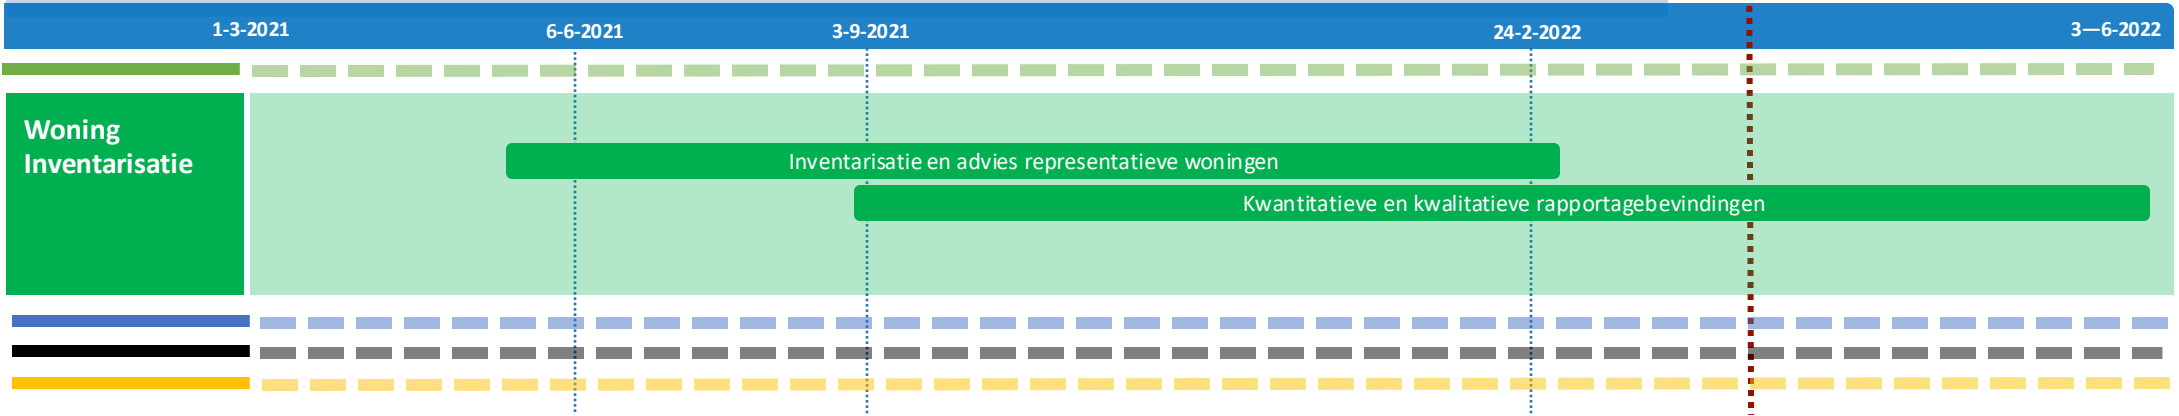 1-3-2021 6-6-2021 3-9-2021 24-2-2022 3—6-2022
Woning
Inventarisatie
Inventarisatie en advies representatieve woningen
Kwantitatieve en kwalitatieve rapportagebevindingen